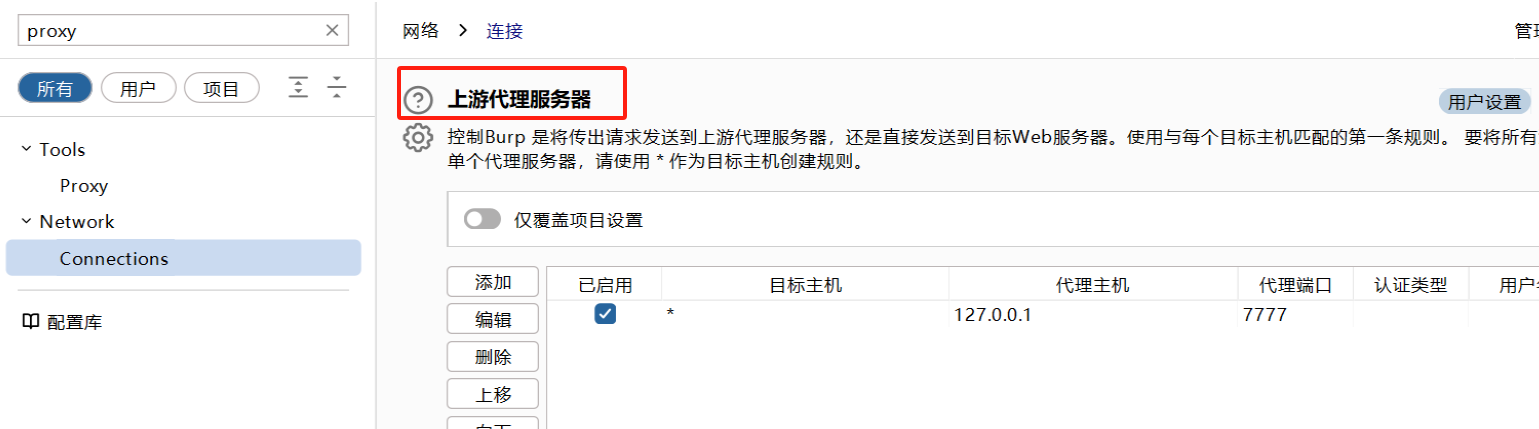 proxy
所有
用户
项目
Tools
Proxy
Network
Connections
配置库
网络 > 连接
上游代理服务器
用户设置
控制Burp 是将传出请求发送到上游代理服务器，还是直接发送到目标Web服务器。使用与每个目标主机匹配的第一条规则。 要将所有
单个代理服务器，请使用 * 作为目标主机创建规则。
仅覆盖项目设置
添加
编辑
删除
上移
已启用 目标主机 代理主机 代理端口 认证类型 用户
* 127.0.0.1 7777